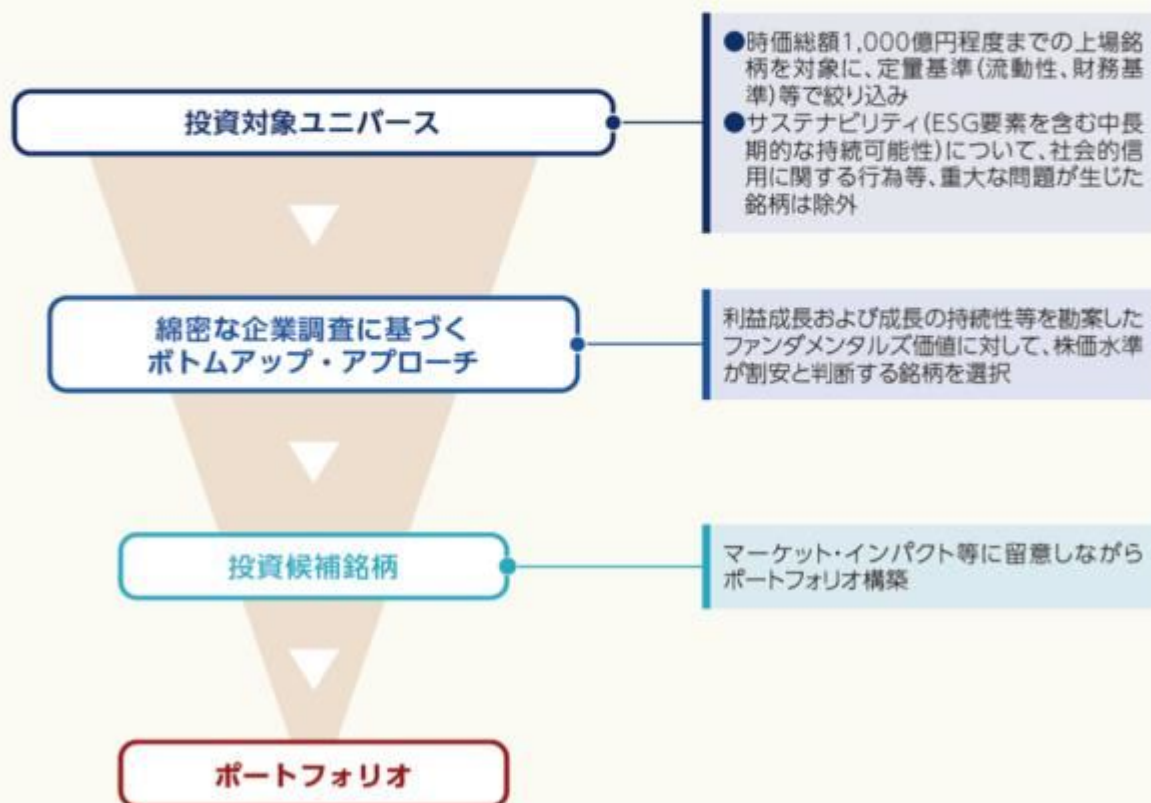 投資対象ユニバース
●時価総額1,000億円程度までの上場銘
柄を対象に、定量基準(流動性、財務基
準)等で絞り込み
●サステナビリティ(ESG要素を含む中長
期的な持続可能性)について、社会的信
用に関する行為等、重大な問題が生じた
銘柄は除外
綿密な企業調査に基づく
ボトムアップ・アプローチ
利益成長および成長の持続性等を勘案した
ファンダメンタルズ価値に対して、株価水準
が割安と判断する銘柄を選択
投資候補銘柄
マーケット・インパクト等に留意しながら
ポートフォリオ構築
ポートフォリオ